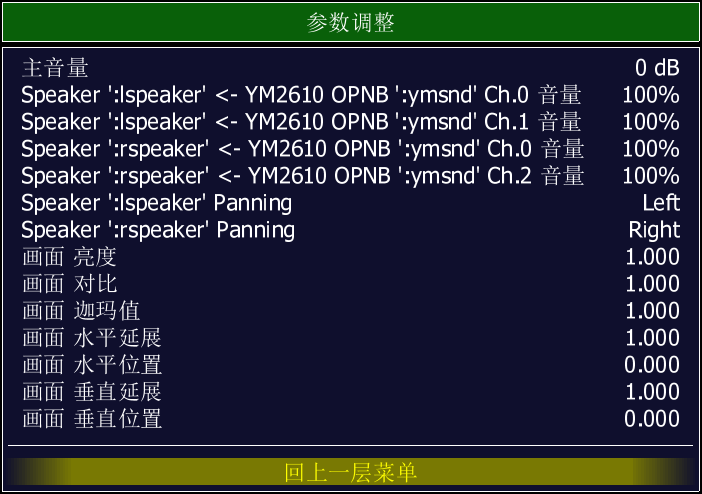 参数调整
主音量 0 dB
Speaker ':lspeaker' <- YM2610 OPNB ':ymsnd' Ch.0 音量 100%
Speaker ':lspeaker' <- YM2610 OPNB ':ymsnd' Ch.1 音量 100%
Speaker ':rspeaker' <- YM2610 OPNB ':ymsnd' Ch.0 音量 100%
Speaker ':rspeaker' <- YM2610 OPNB ':ymsnd' Ch.2 音量 100%
Speaker ':lspeaker' Panning Left
Speaker ':rspeaker' Panning Right
画面 亮度 1.000
画面 对比 1.000
画面 迦玛值 1.000
画面 水平延展 1.000
画面 水平位置 0.000
画面 垂直延展 1.000
画面 垂直位置 0.000
回上一层菜单